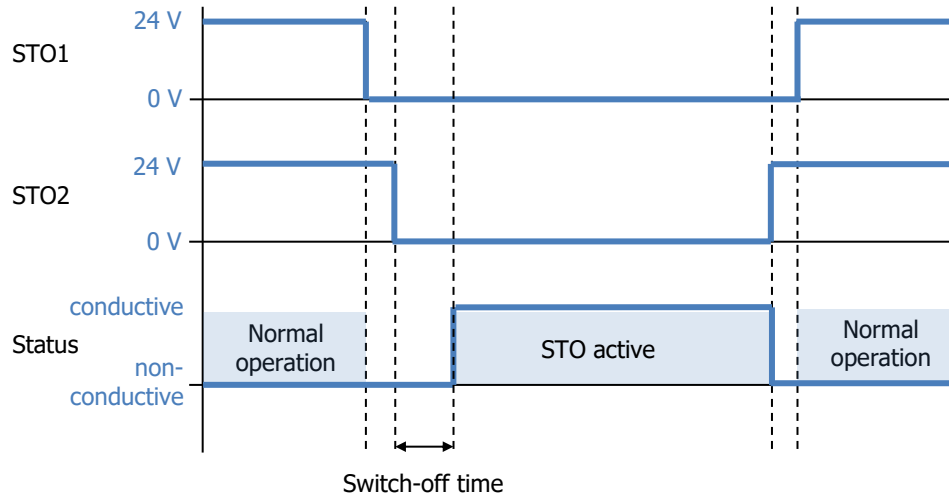 24 V
STO1
0 V
24 V
STO2
0 V
conductive
Status
non-
conductive
Normal
operation
STO active
Normal
operation
Switch-off time